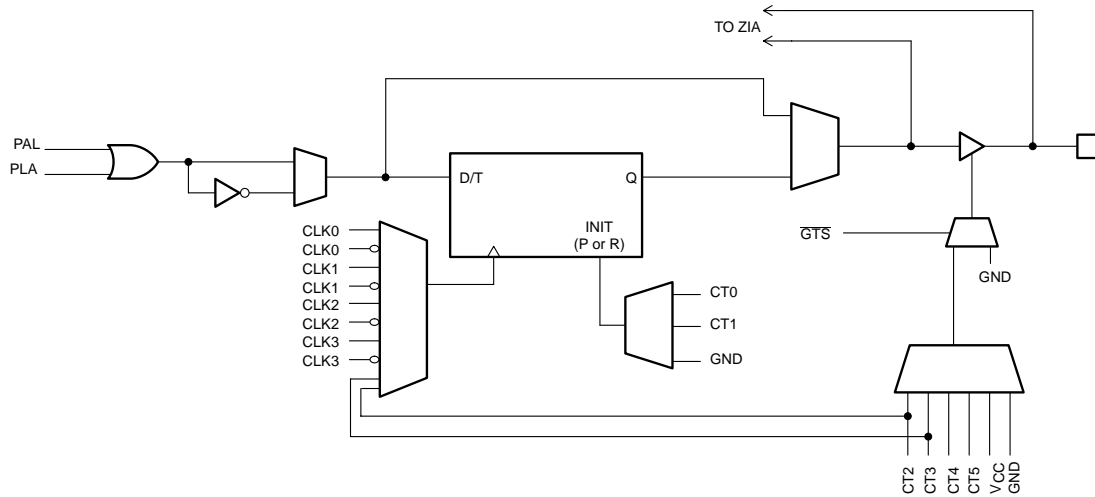 TO ZIA
PAL
PLA
D/T
Q
INIT
(P or R)
CLK0
CLK0
CLK1
CLK1
CLK2
CLK2
CLK3
CLK3
GTS
GND
CT0
CT1
GND
CT2
CT3
CT4
CT5
VCC
GND